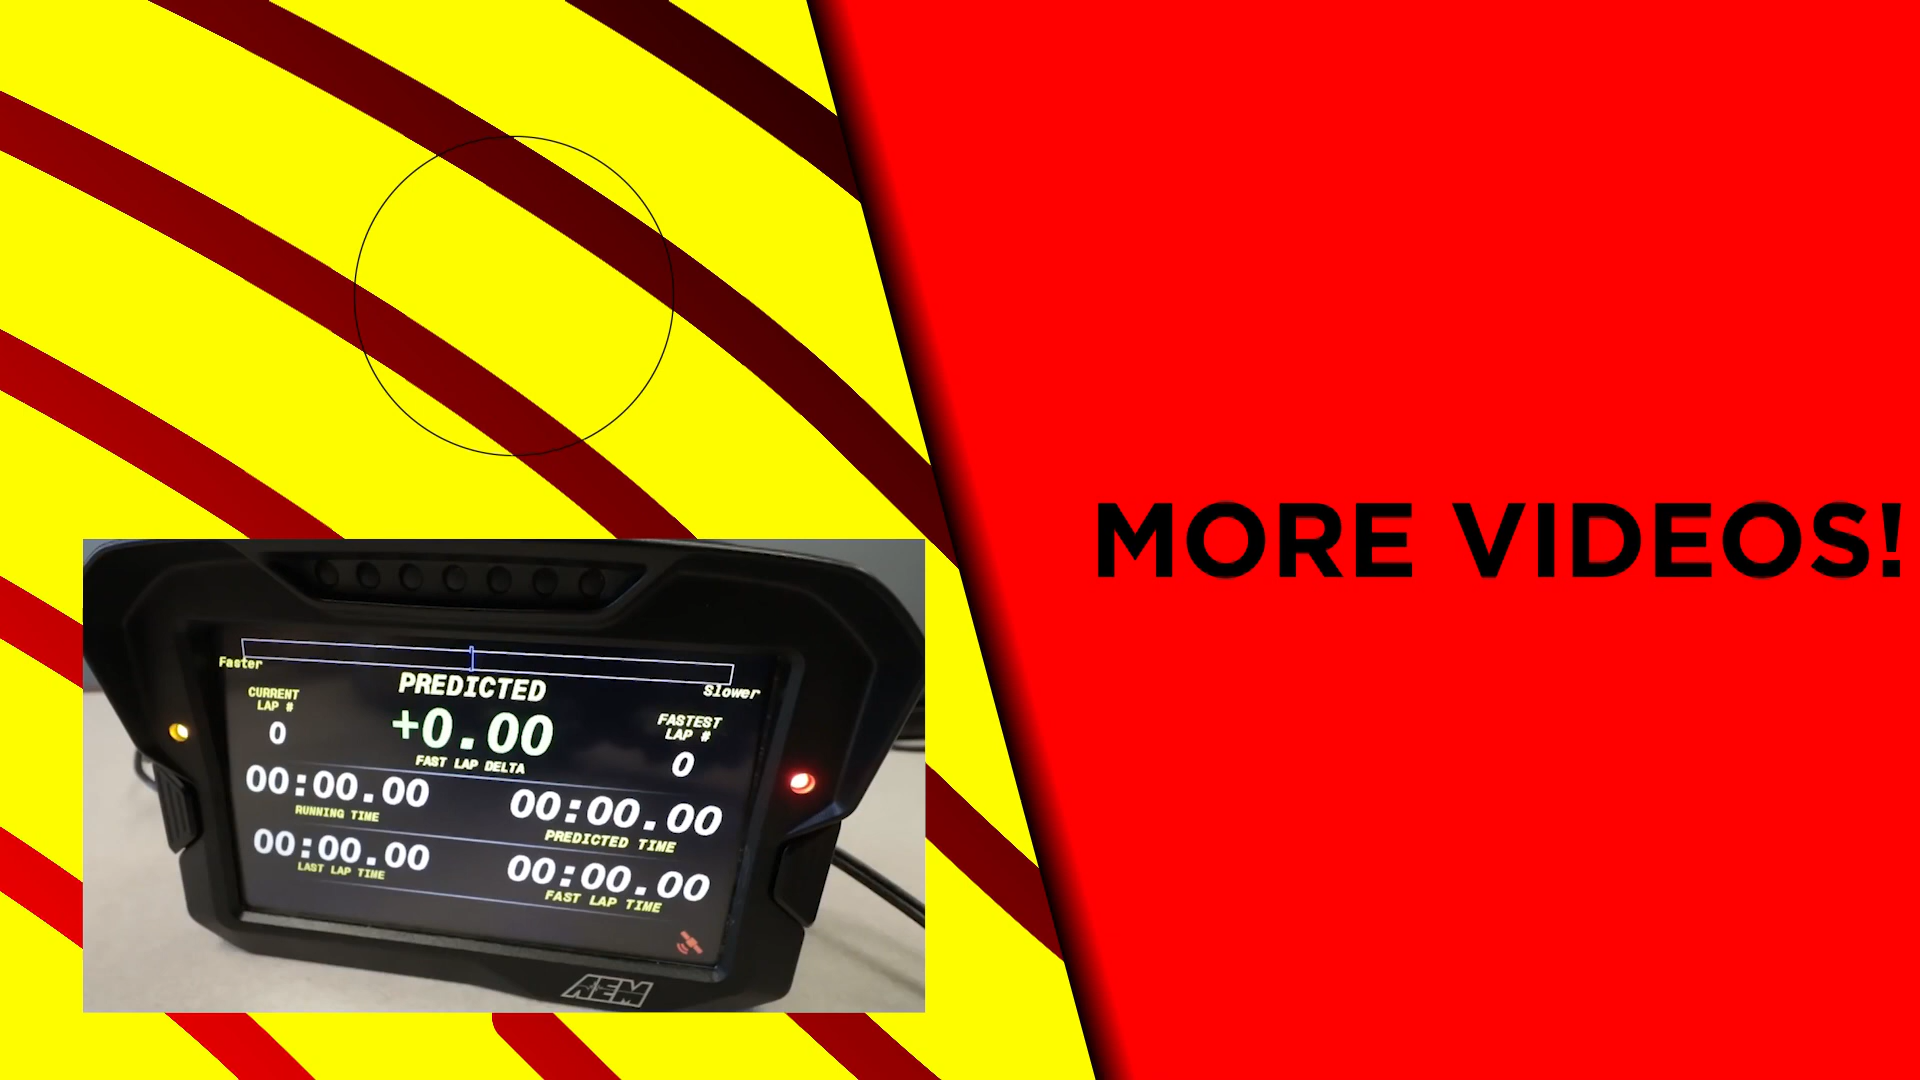 MORE VIDEOS!
Faster
Slower
PREDICTED
CURRENT
LAP #
0
+0.00
FAST LAP DELTA
FASTEST
LAP #
0
00:00.00
RUNNING TIME
00:00.00
PREDICTED TIME
00:00.00
LAST LAP TIME
00:00.00
FAST LAP TIME
AEM